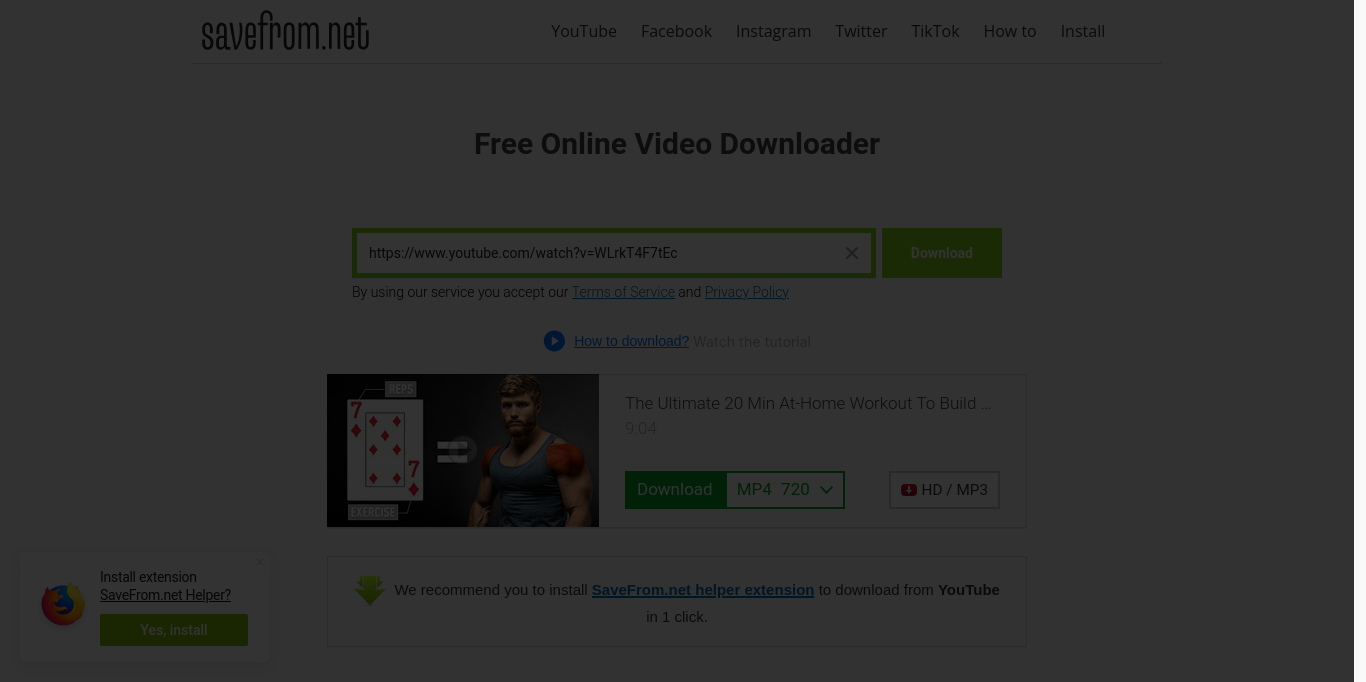 savefrom.net
YouTube Facebook Instagram Twitter TikTok How to Install
Free Online Video Downloader
https://www.youtube.com/watch?v=WLrkT4F7tEc
Download
By using our service you accept our Terms of Service and Privacy Policy
How to download? Watch the tutorial
REPS
7
7
EXERCISE
The Ultimate 20 Min At-Home Workout To Build ...
9:04
Download MP4 720
HD / MP3
We recommend you to install SaveFrom.net helper extension to download from YouTube
in 1 click.
Install extension
SaveFrom.net Helper?
Yes, install